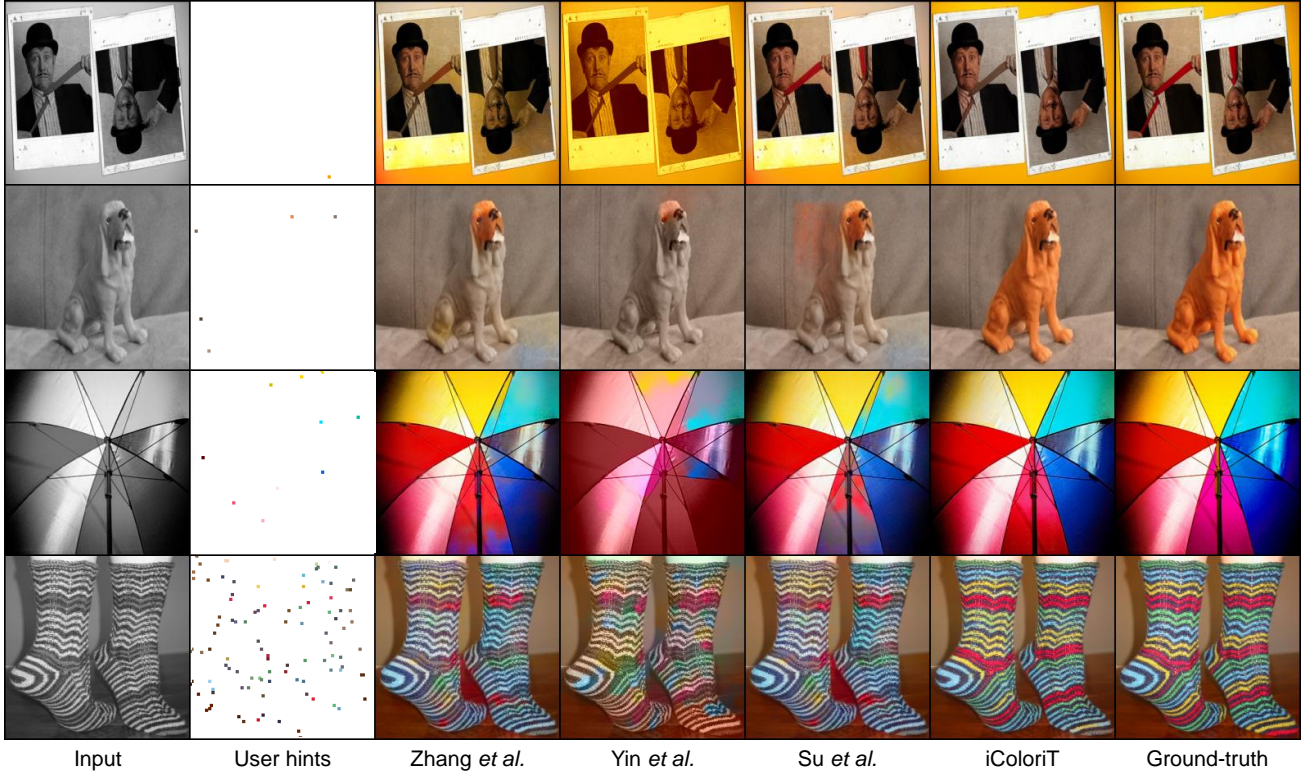 Input User hints Zhang et al. Yin et al. Su et al. iColoriT Ground-truth